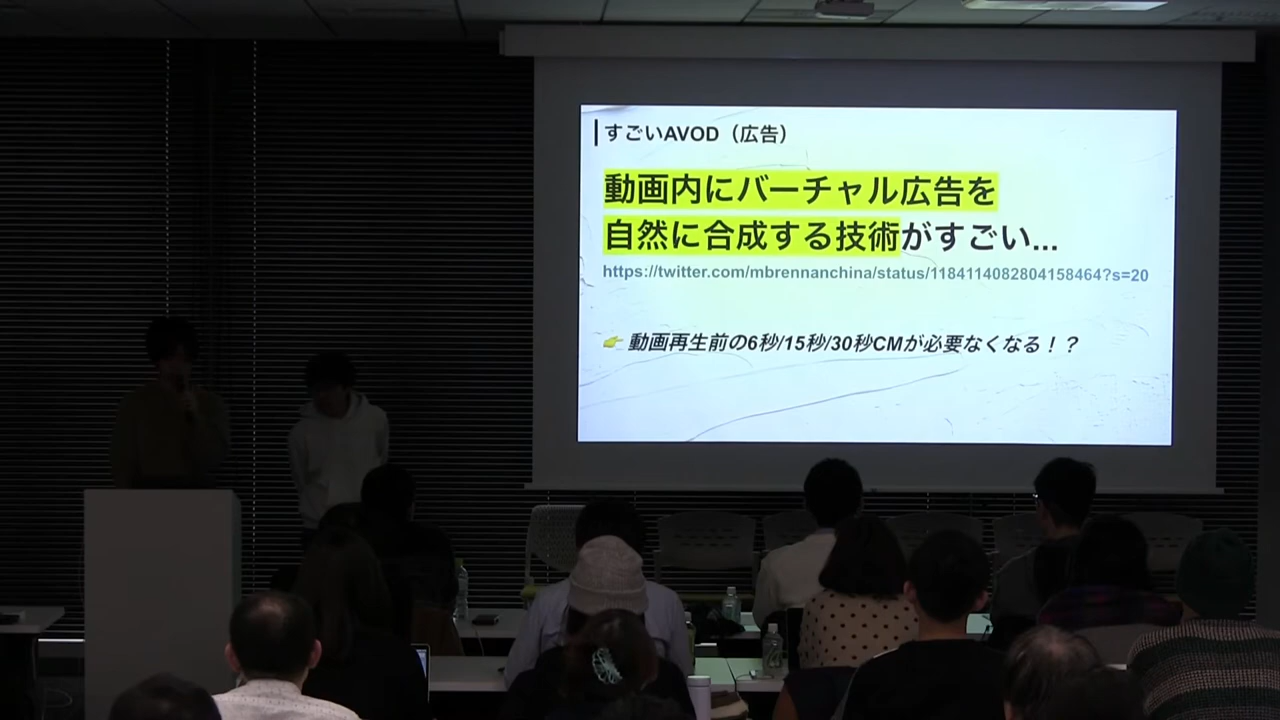 すごいAVOD（広告）
動画内にバーチャル広告を
自然に合成する技術がすごい...
https://twitter.com/mbrennanchina/status/1184114082804158464?s=20
👉 動画再生前の6秒/15秒/30秒CMが必要なくなる！？